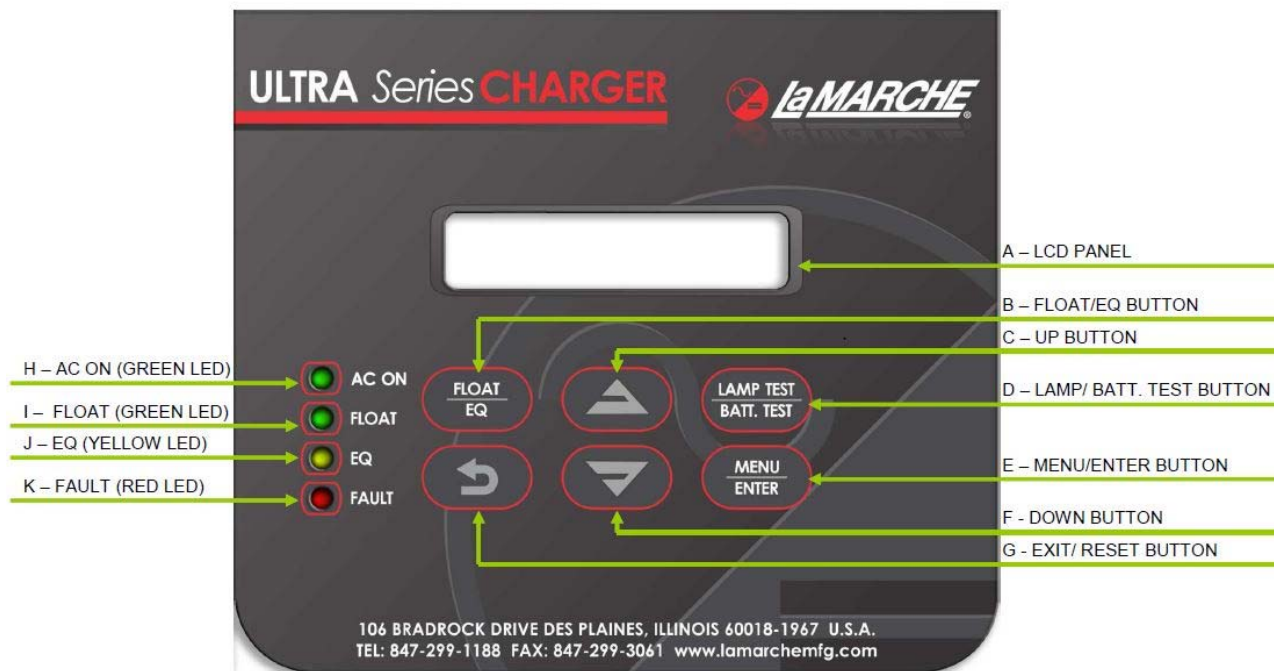 ULTRA Series CHARGER
LaMARCHE®
A – LCD PANEL
B – FLOAT/EQ BUTTON
C – UP BUTTON
H – AC ON (GREEN LED)
AC ON
FLOAT
EQ
LAMP TEST
BATT. TEST
D – LAMP/ BATT. TEST BUTTON
I – FLOAT (GREEN LED)
FLOAT
J – EQ (YELLOW LED)
EQ
MENU
ENTER
E – MENU/ENTER BUTTON
K – FAULT (RED LED)
FAULT
F - DOWN BUTTON
G - EXIT/ RESET BUTTON
106 BRADROCK DRIVE DES PLAINES, ILLINOIS 60018-1967 U.S.A.
TEL: 847-299-1188 FAX: 847-299-3061 www.lamarchemfg.com